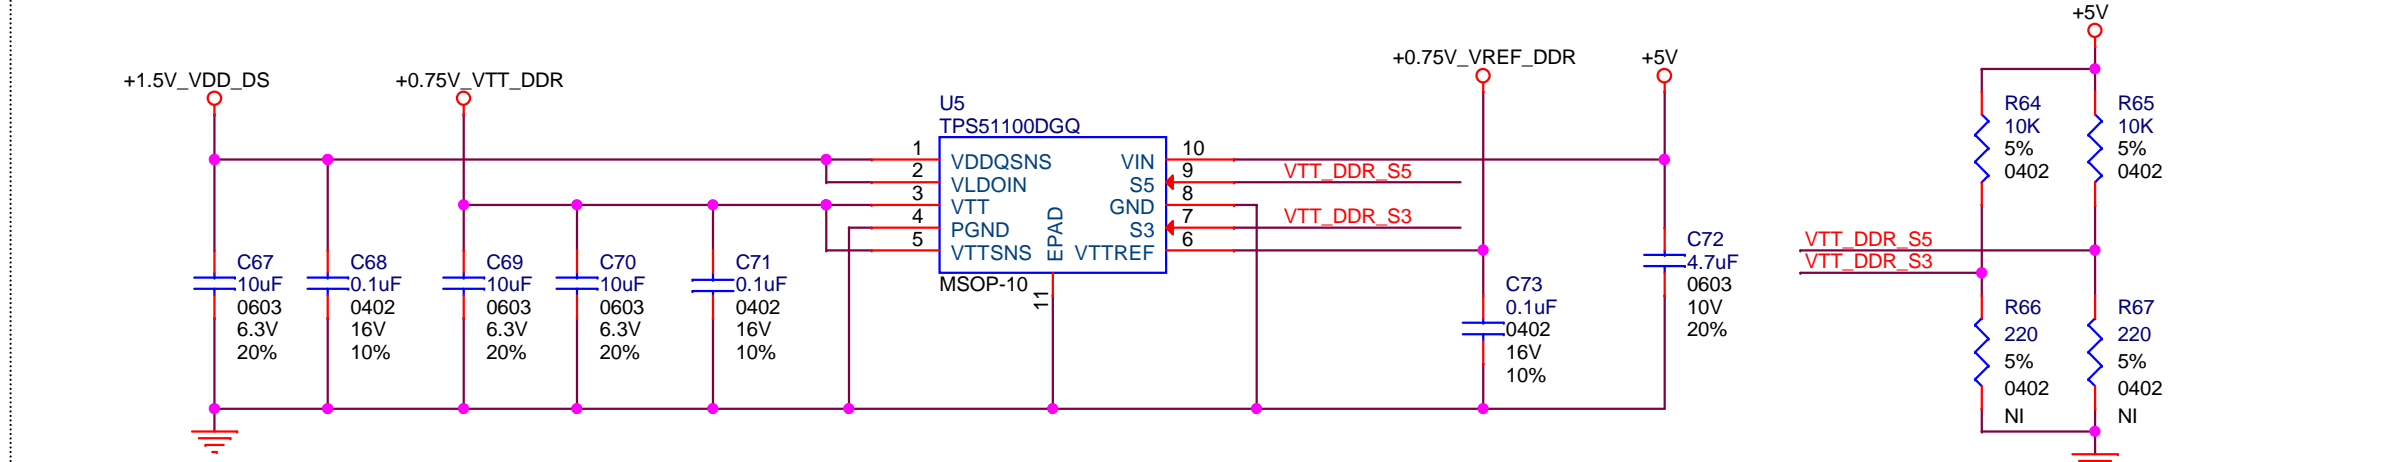 +1.5V_VDD_DS
+0.75V_VTT_DDR
+0.75V_VREF_DDR
+5V
+5V
U5
TPS51100DGQ
1
2
3
4
5
VDDQSNS
VLDOIN
VTT
PGND
VTTSNS
EPAD
VIN
S5
GND
S3
VTTREF
10
9
8
7
6
11
MSOP-10
VTT_DDR_S5
VTT_DDR_S3
C67
10uF
0603
6.3V
20%
C68
0.1uF
0402
16V
10%
C69
10uF
0603
6.3V
20%
C70
10uF
0603
6.3V
20%
C71
0.1uF
0402
16V
10%
C73
0.1uF
0402
16V
10%
C72
4.7uF
0603
10V
20%
VTT_DDR_S5
VTT_DDR_S3
R64
10K
5%
0402
R65
10K
5%
0402
R66
220
5%
0402
NI
R67
220
5%
0402
NI